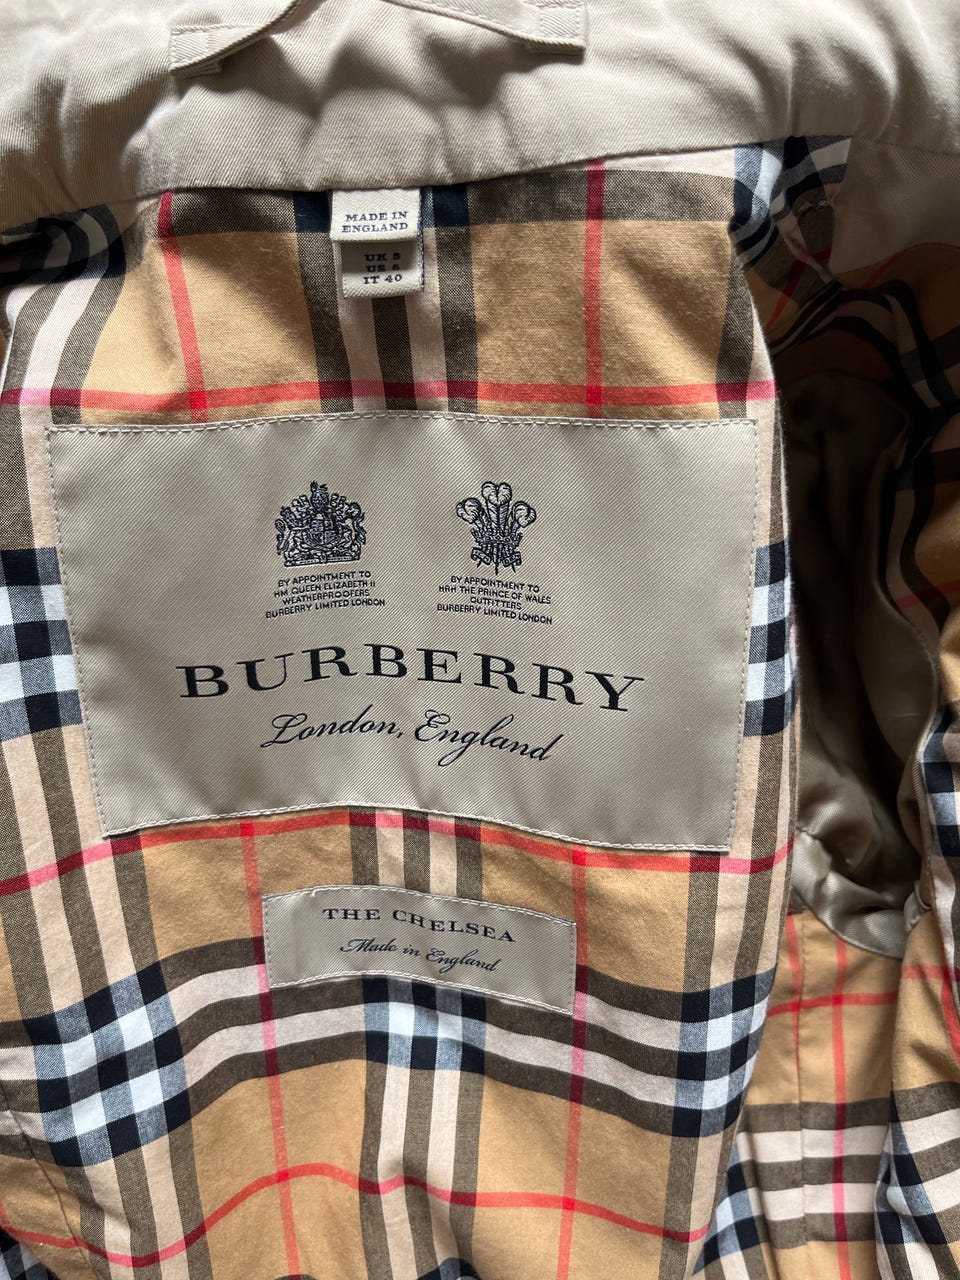 MADE IN
ENGLAND
UK 8
US 6
IT 40
BY APPOINTMENT TO
HM QUEEN ELIZABETH II
WEATHERPROOFERS
BURBERRY LIMITED LONDON
BY APPOINTMENT TO
HRH THE PRINCE OF WALES
OUTFITTERS
BURBERRY LIMITED LONDON
BURBERRY
London, England
THE CHELSEA
Made in England